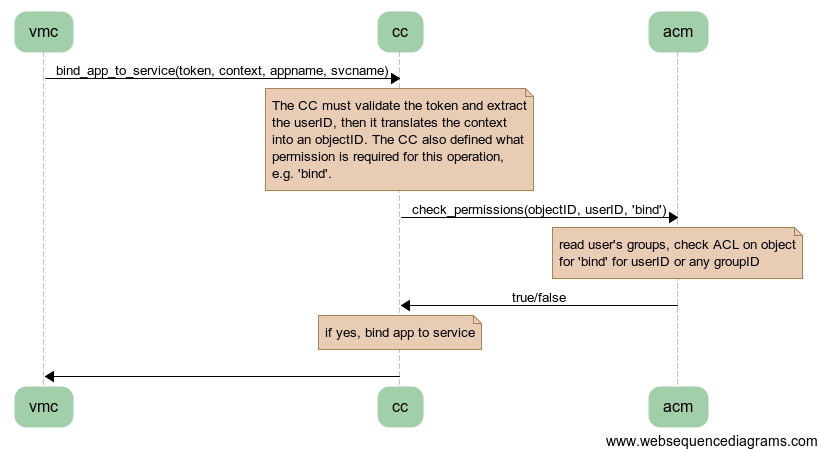 vmc cc acm
bind_app_to_service(token, context, appname, svcname)
The CC must validate the token and extract
the userID, then it translates the context
into an objectID. The CC also defined what
permission is required for this operation,
e.g. 'bind'.
check_permissions(objectID, userID, 'bind')
read user's groups, check ACL on object
for 'bind' for userID or any groupID
true/false
if yes, bind app to service
vmc cc acm
www.websequencediagrams.com